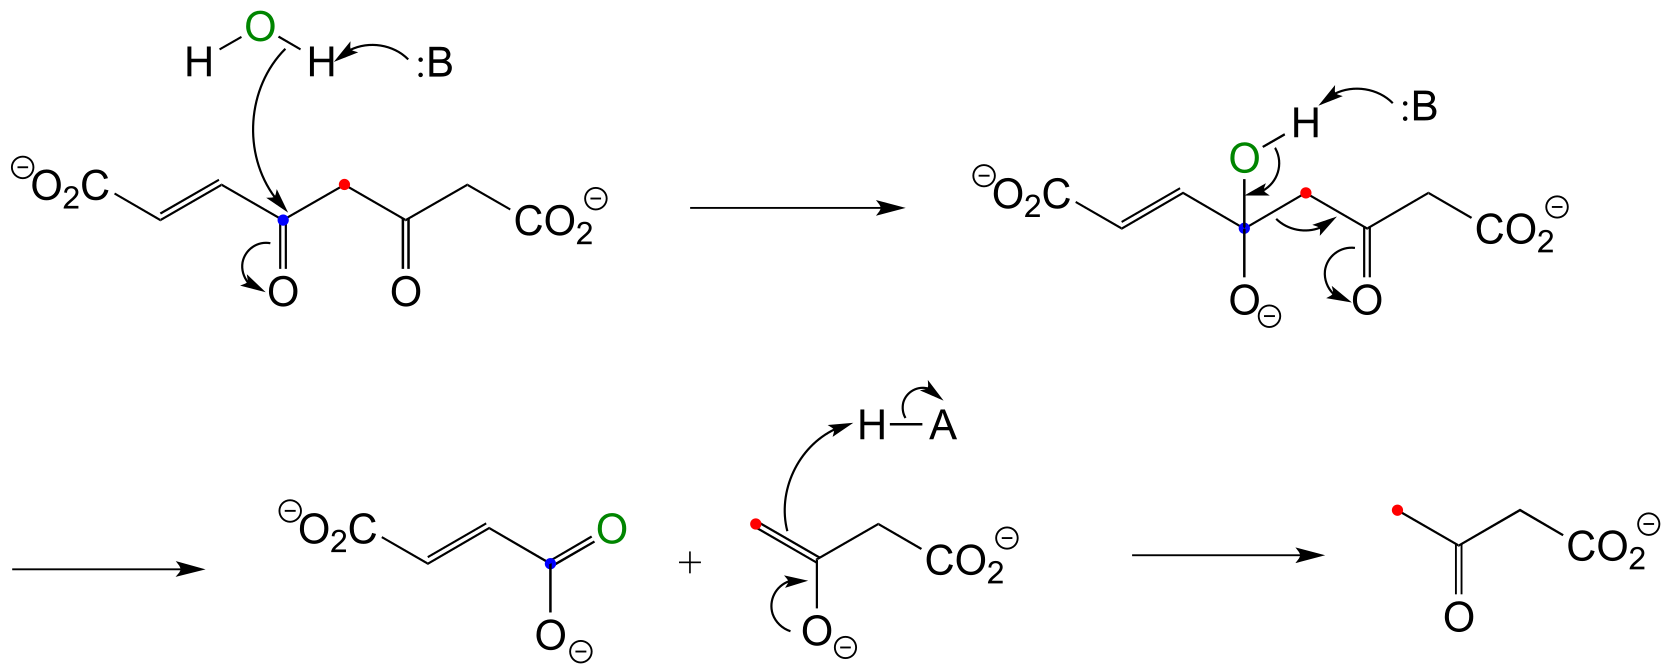 O
H H :B
⊖O2C CO2⊖
O O
H :B
O
⊖O2C CO2⊖
O⊖ O
H A
⊖O2C O + CO2⊖
O⊖ O⊖
CO2⊖
O